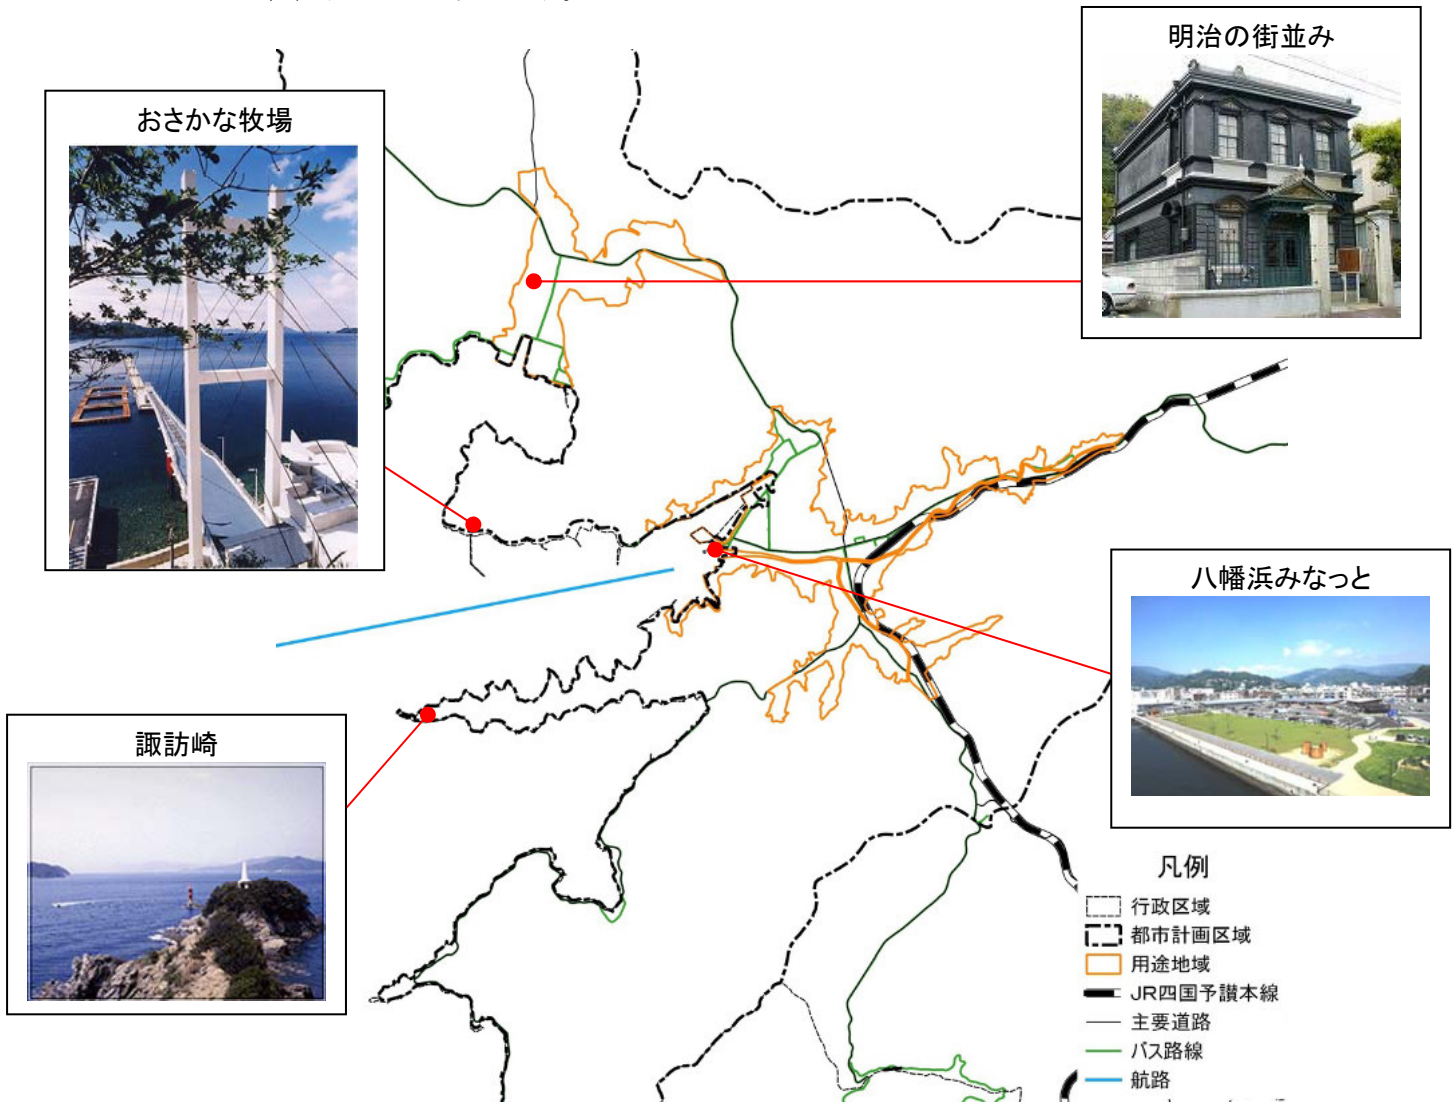 明治の街並み
おさかな牧場
八幡浜みなっと
諏訪崎
凡例
行政区域
都市計画区域
用途地域
JR四国予讃本線
主要道路
バス路線
航路